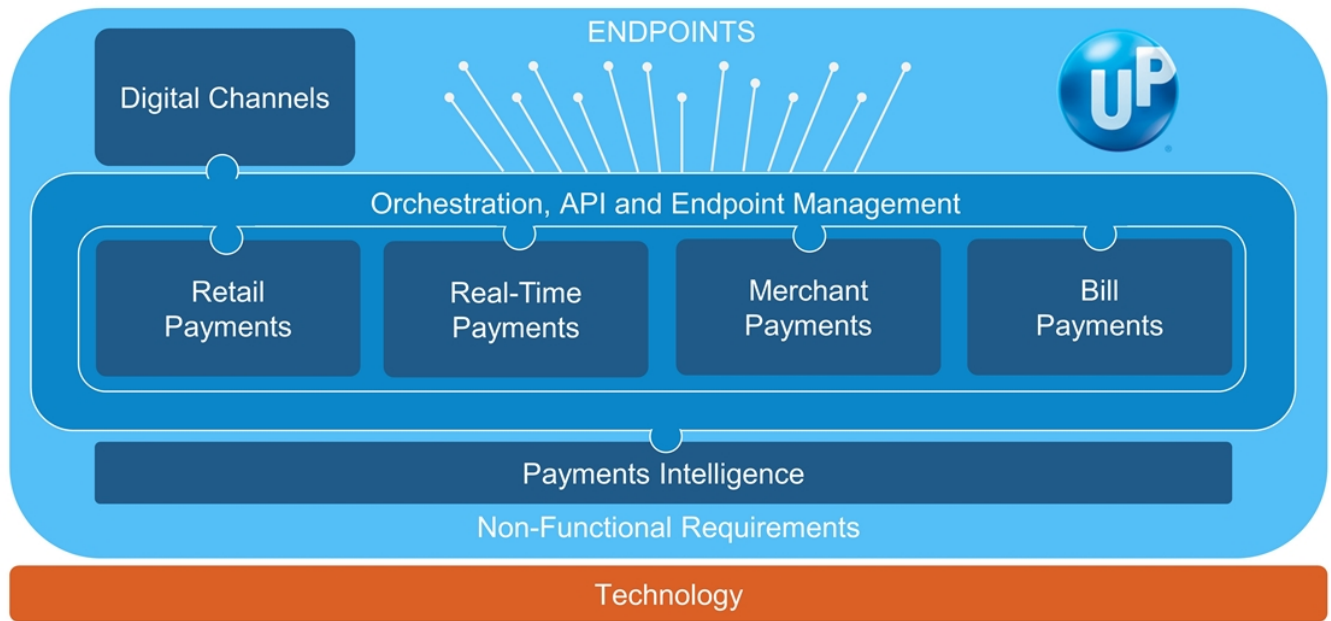 ENDPOINTS
Digital Channels
UP
®
Orchestration, API and Endpoint Management
Retail
Payments
Real-Time
Payments
Merchant
Payments
Bill
Payments
Payments Intelligence
Non-Functional Requirements
Technology